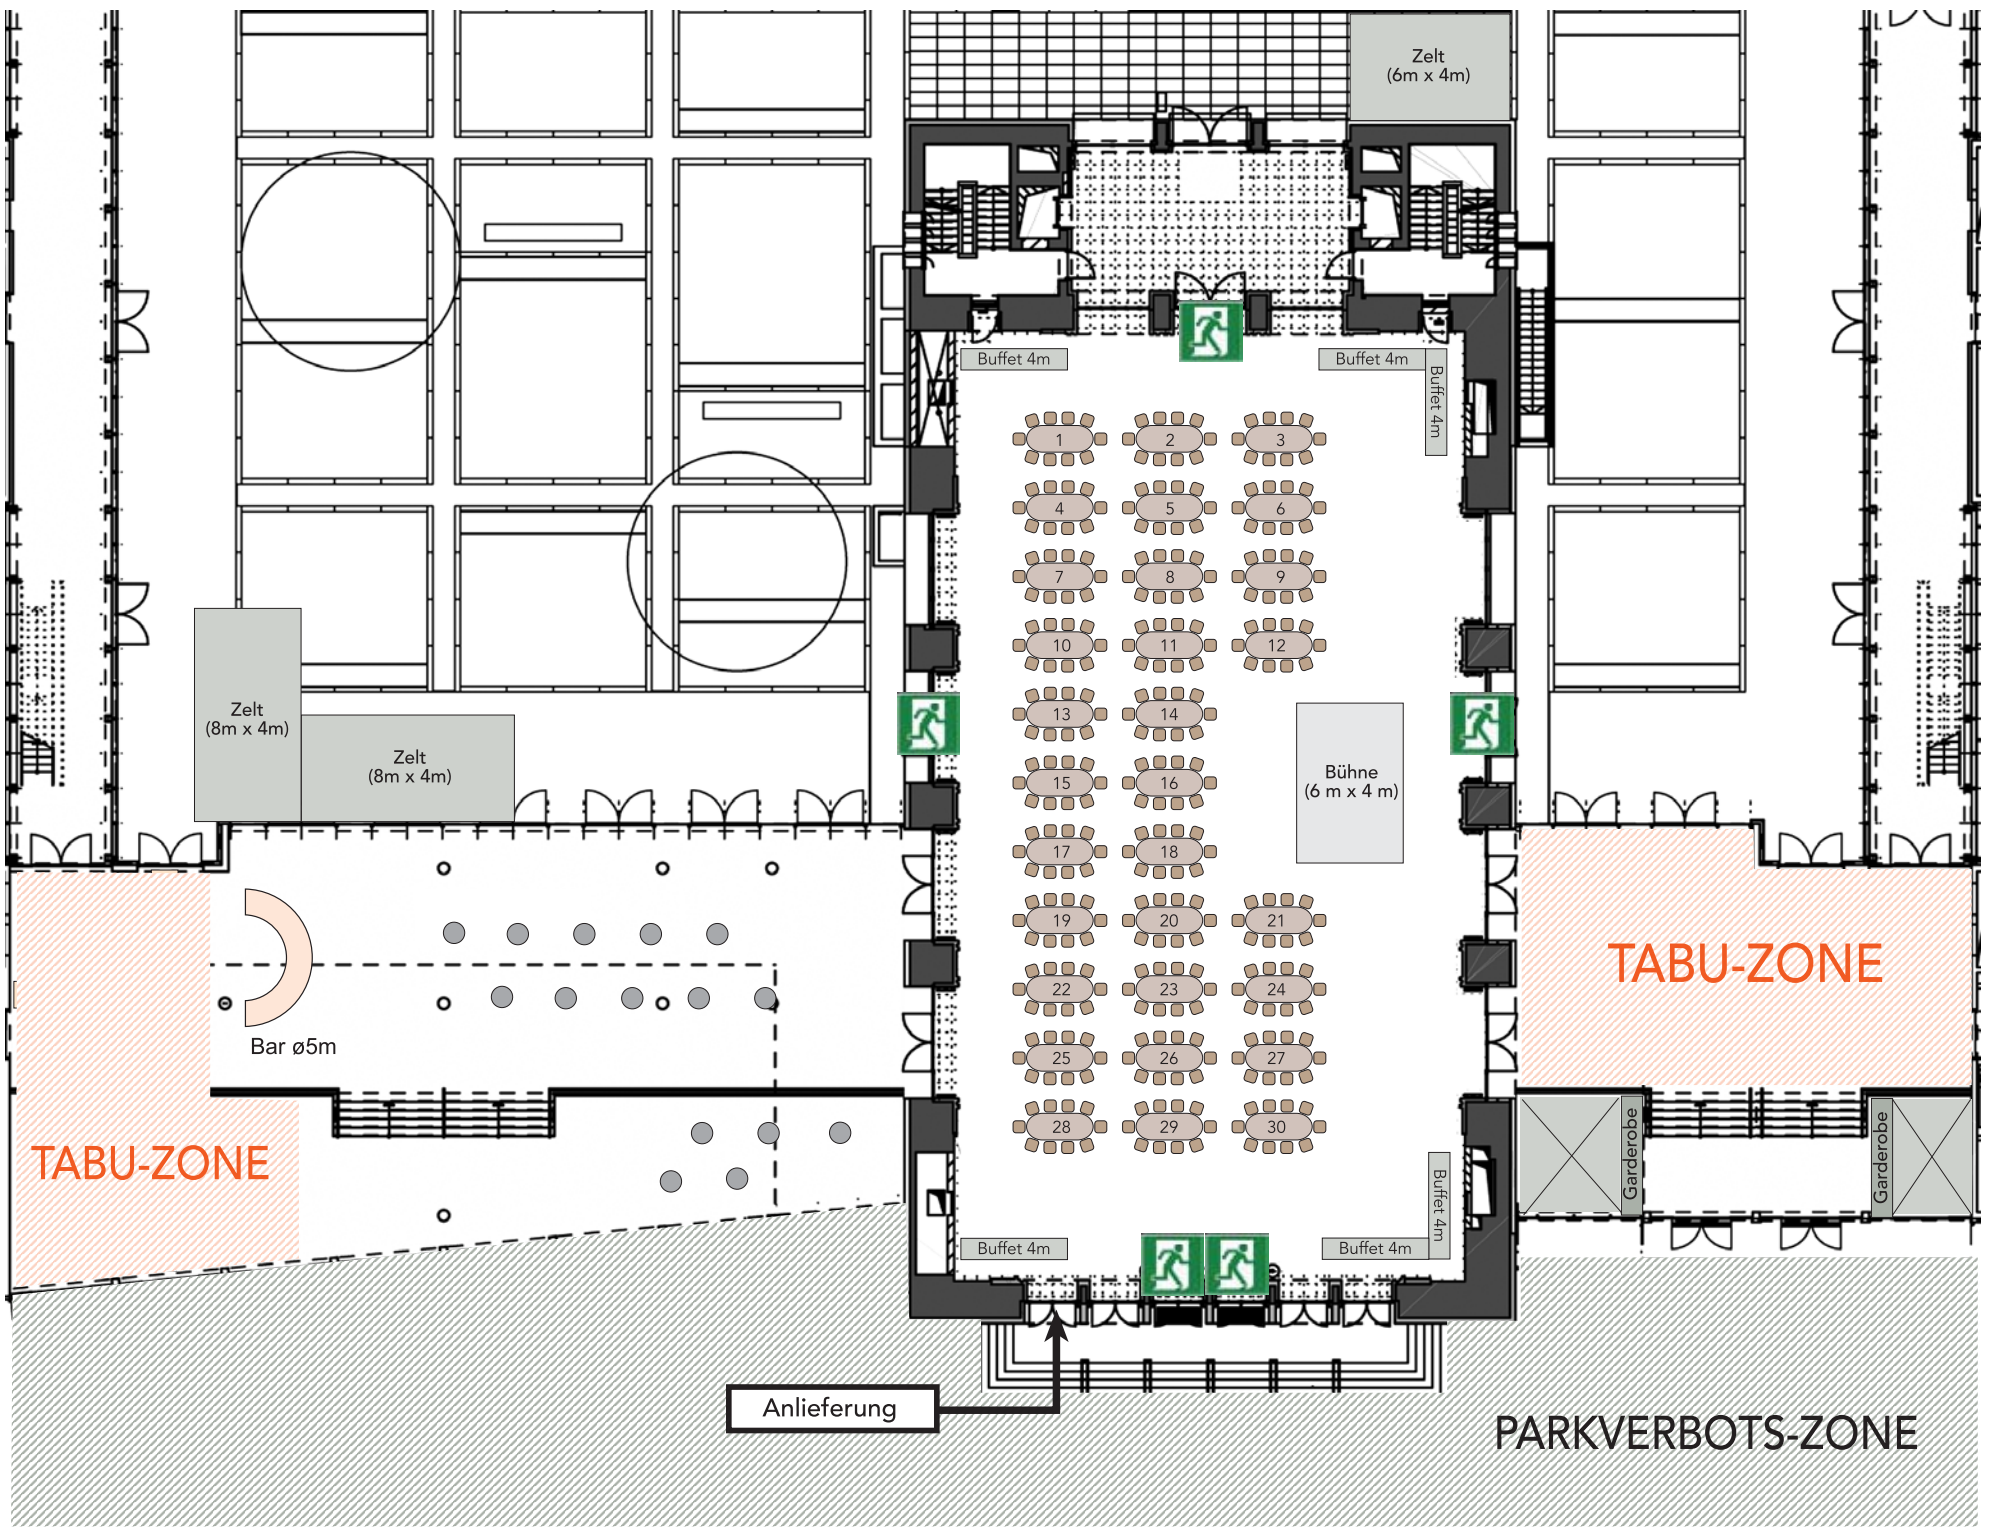 Zelt
(6m x 4m)
Buffet 4m
Buffet 4m
Buffet 4m
1
2
3
4
5
6
7
8
9
10
11
12
13
14
15
16
17
18
19
20
21
22
23
24
25
26
27
28
29
30
Zelt
(8m x 4m)
Zelt
(8m x 4m)
Bühne
(6 m x 4 m)
TABU-ZONE
Bar ø5m
TABU-ZONE
Garderobe
Garderobe
Buffet 4m
Buffet 4m
Buffet 4m
Anlieferung
PARKVERBOTS-ZONE